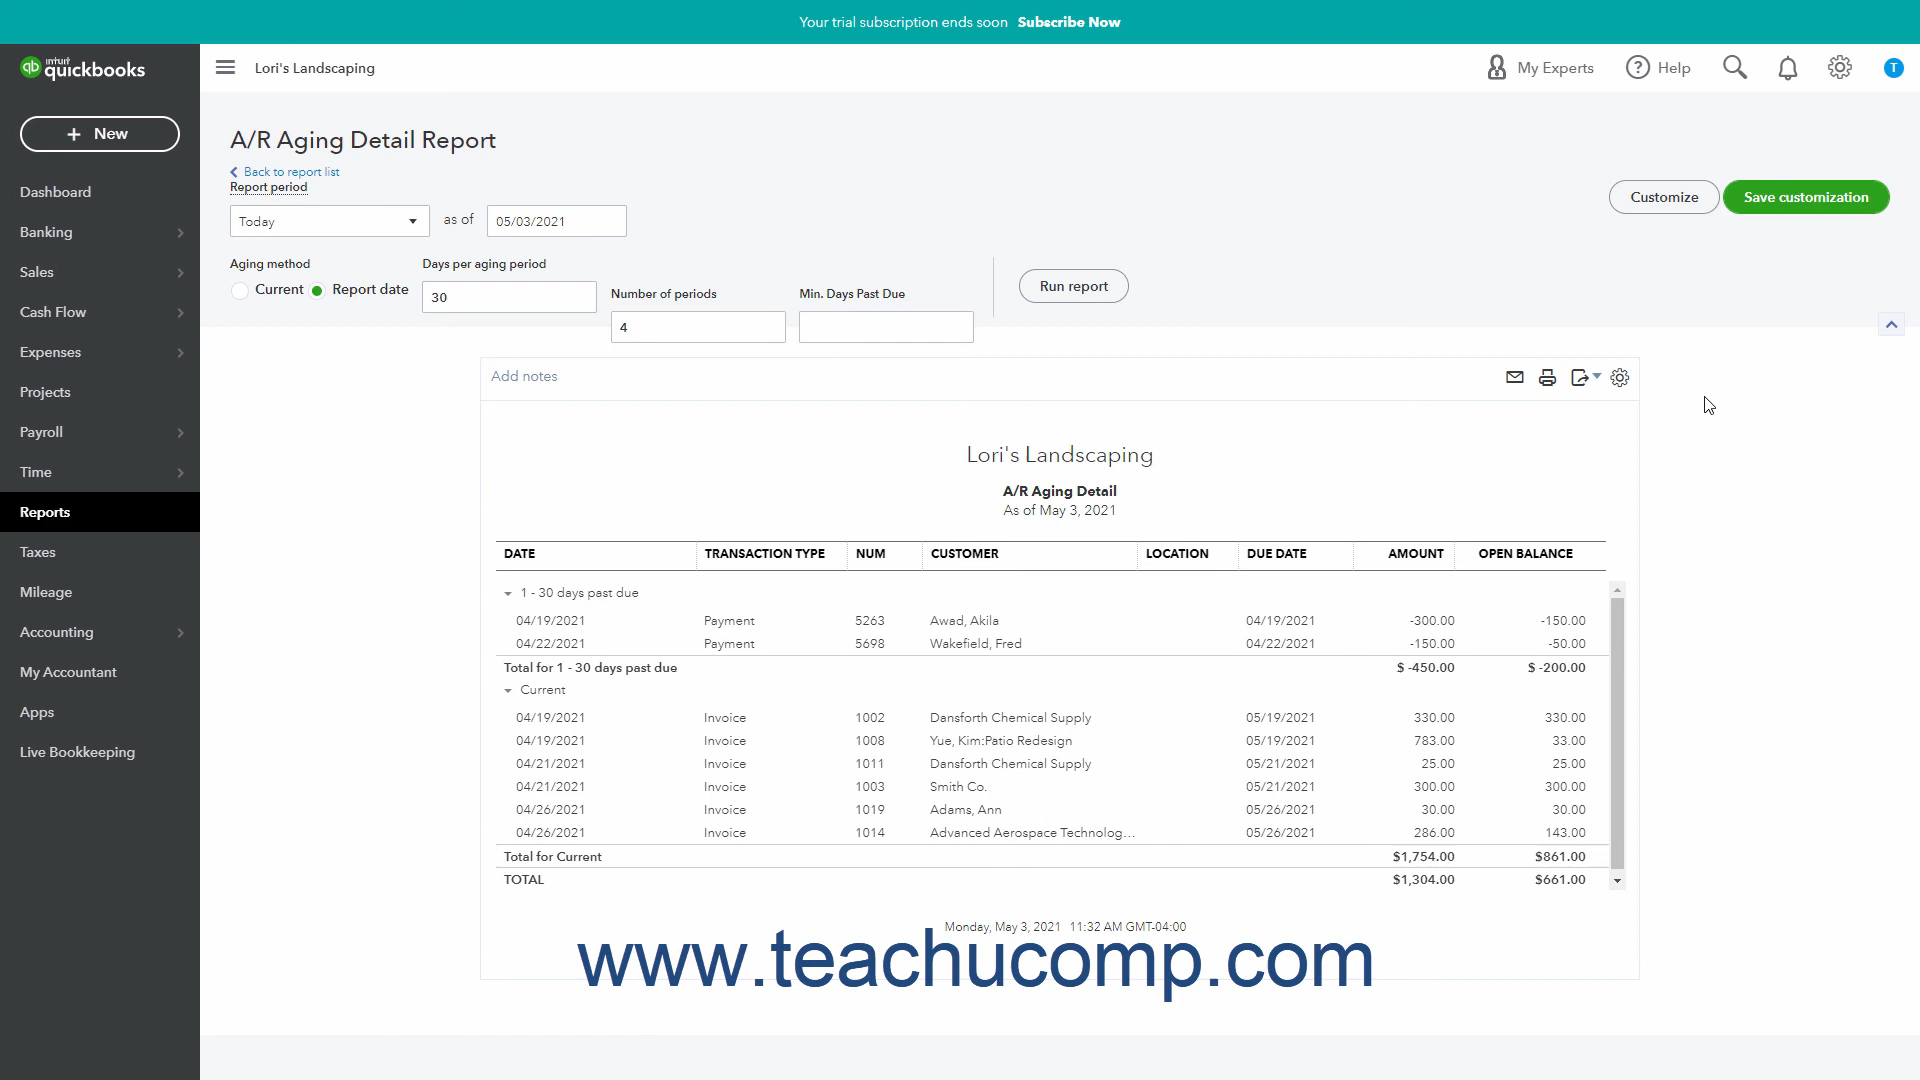 Your trial subscription ends soon Subscribe Now
intuit quickbooks
Lori's Landscaping
My Experts
Help
T
New
Dashboard
Banking
Sales
Cash Flow
Expenses
Projects
Payroll
Time
Reports
Taxes
Mileage
Accounting
My Accountant
Apps
Live Bookkeeping
A/R Aging Detail Report
Back to report list
Report period
Today as of 05/03/2021
Customize Save customization
Aging method Days per aging period
Current Report date 30
Number of periods Min. Days Past Due
4
Run report
Add notes
Lori's Landscaping
A/R Aging Detail
As of May 3, 2021
DATE TRANSACTION TYPE NUM CUSTOMER LOCATION DUE DATE AMOUNT OPEN BALANCE
1 - 30 days past due
04/19/2021 Payment 5263 Awad, Akila 04/19/2021 -300.00 -150.00
04/22/2021 Payment 5698 Wakefield, Fred 04/22/2021 -150.00 -50.00
Total for 1 - 30 days past due $ -450.00 $ -200.00
Current
04/19/2021 Invoice 1002 Dansforth Chemical Supply 05/19/2021 330.00 330.00
04/19/2021 Invoice 1008 Yue, Kim:Patio Redesign 05/19/2021 783.00 33.00
04/21/2021 Invoice 1011 Dansforth Chemical Supply 05/21/2021 25.00 25.00
04/21/2021 Invoice 1003 Smith Co. 05/21/2021 300.00 300.00
04/26/2021 Invoice 1019 Adams, Ann 05/26/2021 30.00 30.00
04/26/2021 Invoice 1014 Advanced Aerospace Technolog... 05/26/2021 286.00 143.00
Total for Current $1,754.00 $861.00
TOTAL $1,304.00 $661.00
Monday, May 3, 2021 11:32 AM GMT-04:00
www.teachucomp.com